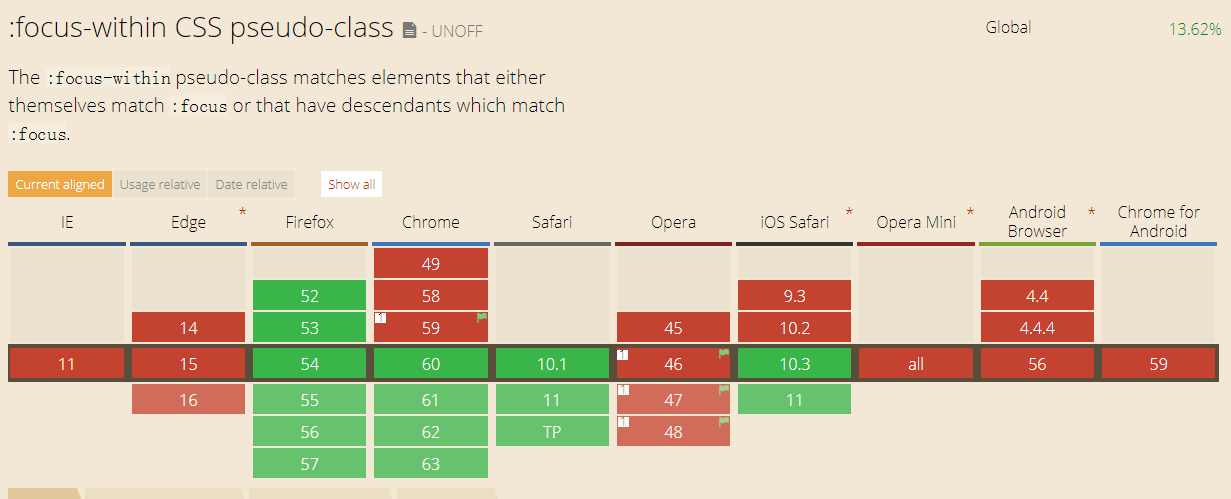 :focus-within CSS pseudo-class - UNOFF
Global 13.62%
The :focus-within pseudo-class matches elements that either
themselves match :focus or that have descendants which match
:focus.
Current aligned Usage relative Date relative Show all
IE Edge * Firefox Chrome Safari Opera iOS Safari * Opera Mini * Android Browser * Chrome for Android
49
52 58 9.3 4.4
14 53 1 59 45 10.2 4.4.4
11 15 54 60 10.1 1 46 10.3 all 56 59
16 55 61 11 1 47 11
56 62 TP 1 48
57 63